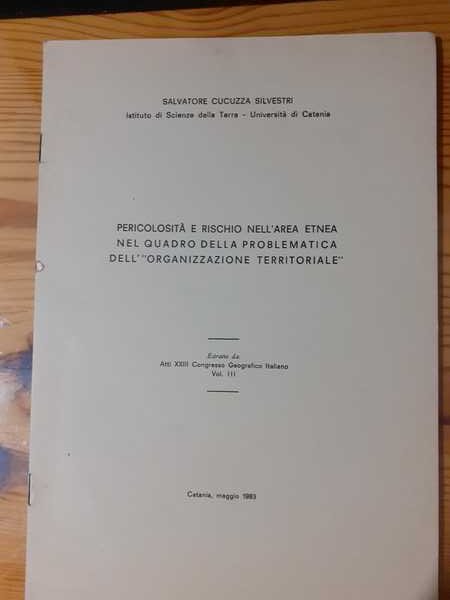 SALVATORE CUCUZZA SILVESTRI
Istituto di Scienze della Terra - Università di Catania
PERICOLOSITÀ E RISCHIO NELL'AREA ETNEA
NEL QUADRO DELLA PROBLEMATICA
DELL'"ORGANIZZAZIONE TERRITORIALE"
Estratto da
Atti XXIII Congresso Geografico Italiano
Vol. III
Catania, maggio 1983